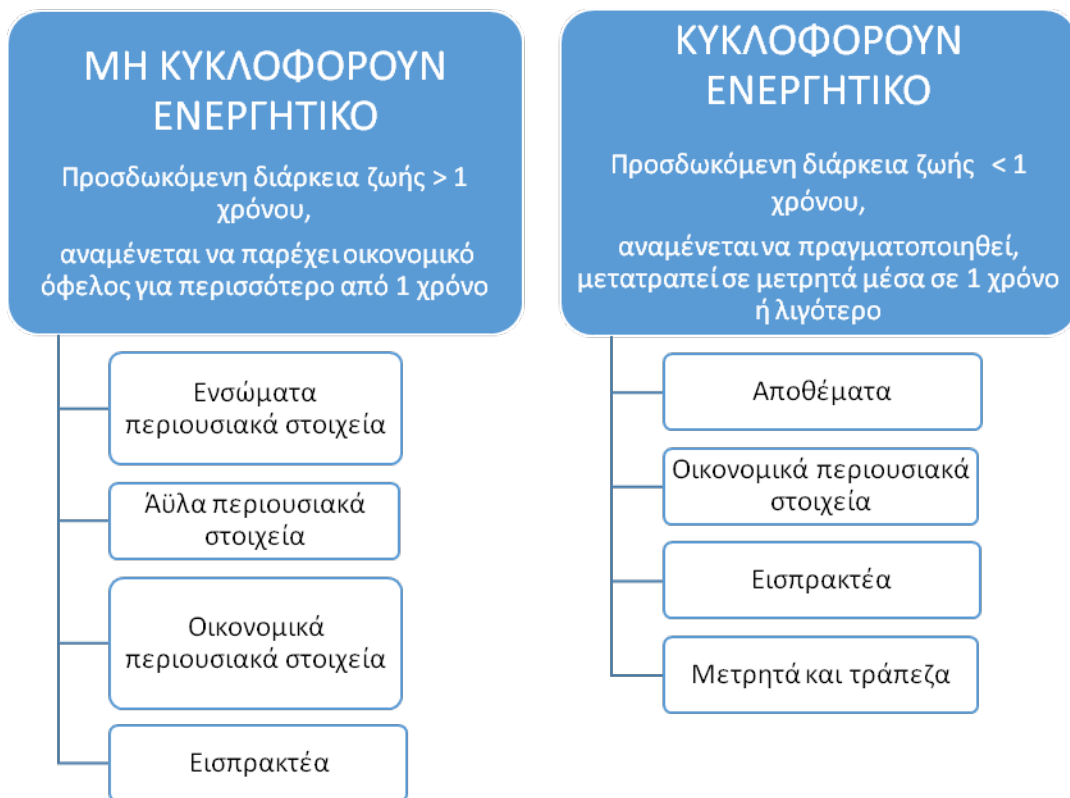 ΜΗ ΚΥΚΛΟΦΟΡΟΥΝ
ΕΝΕΡΓΗΤΙΚΟ
Προσδωκόμενη διάρκεια ζωής > 1
χρόνου,
αναμένεται να παρέχει οικονομικό
όφελος για περισσότερο από 1 χρόνο
Ενσώματα
περιουσιακά στοιχεία
Άϋλα περιουσιακά
στοιχεία
Οικονομικά
περιουσιακά στοιχεία
Εισπρακτέα
ΚΥΚΛΟΦΟΡΟΥΝ
ΕΝΕΡΓΗΤΙΚΟ
Προσδωκόμενη διάρκεια ζωής < 1
χρόνου,
αναμένεται να πραγματοποιηθεί,
μετατραπεί σε μετρητά μέσα σε 1 χρόνο
ή λιγότερο
Αποθέματα
Οικονομικά περιουσιακά
στοιχεία
Εισπρακτέα
Μετρητά και τράπεζα